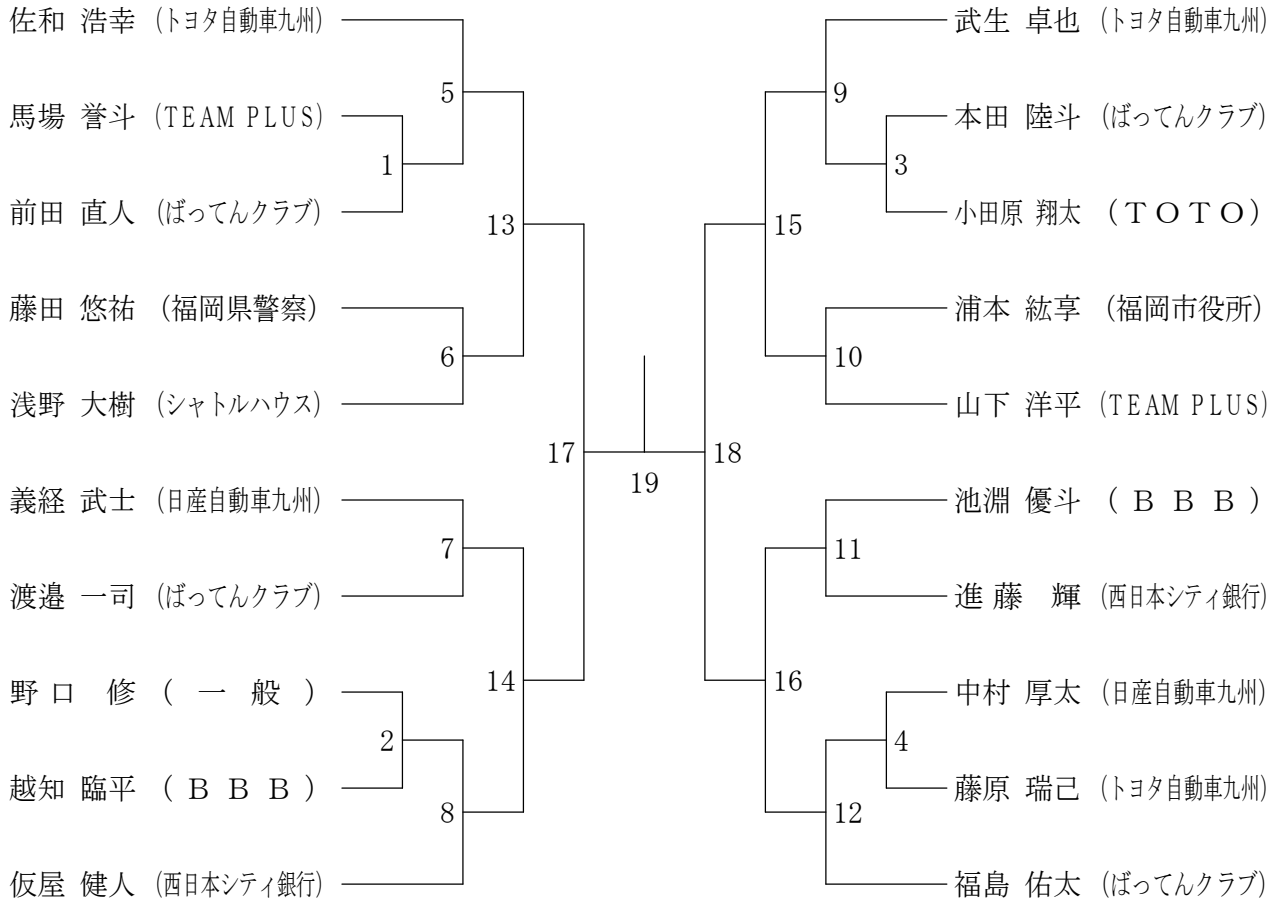 佐和 浩幸 (トヨタ自動車九州)
馬場 誉斗 (TEAM PLUS)
前田 直人 (ばってんクラブ)
藤田 悠祐 (福岡県警察)
浅野 大樹 (シャトルハウス)
義経 武士 (日産自動車九州)
渡邉 一司 (ばってんクラブ)
野口 修 ( 一 般 )
越知 臨平 ( B B B )
仮屋 健人 (西日本シティ銀行)
5
1
13
6
17
7
14
2
8
19
9
3
15
10
18
11
16
4
12
武生 卓也 (トヨタ自動車九州)
本田 陸斗 (ばってんクラブ)
小田原 翔太 (TOTO)
浦本 紘享 (福岡市役所)
山下 洋平 (TEAM PLUS)
池淵 優斗 ( B B B )
進藤 輝 (西日本シティ銀行)
中村 厚太 (日産自動車九州)
藤原 瑞己 (トヨタ自動車九州)
福島 佑太 (ばってんクラブ)